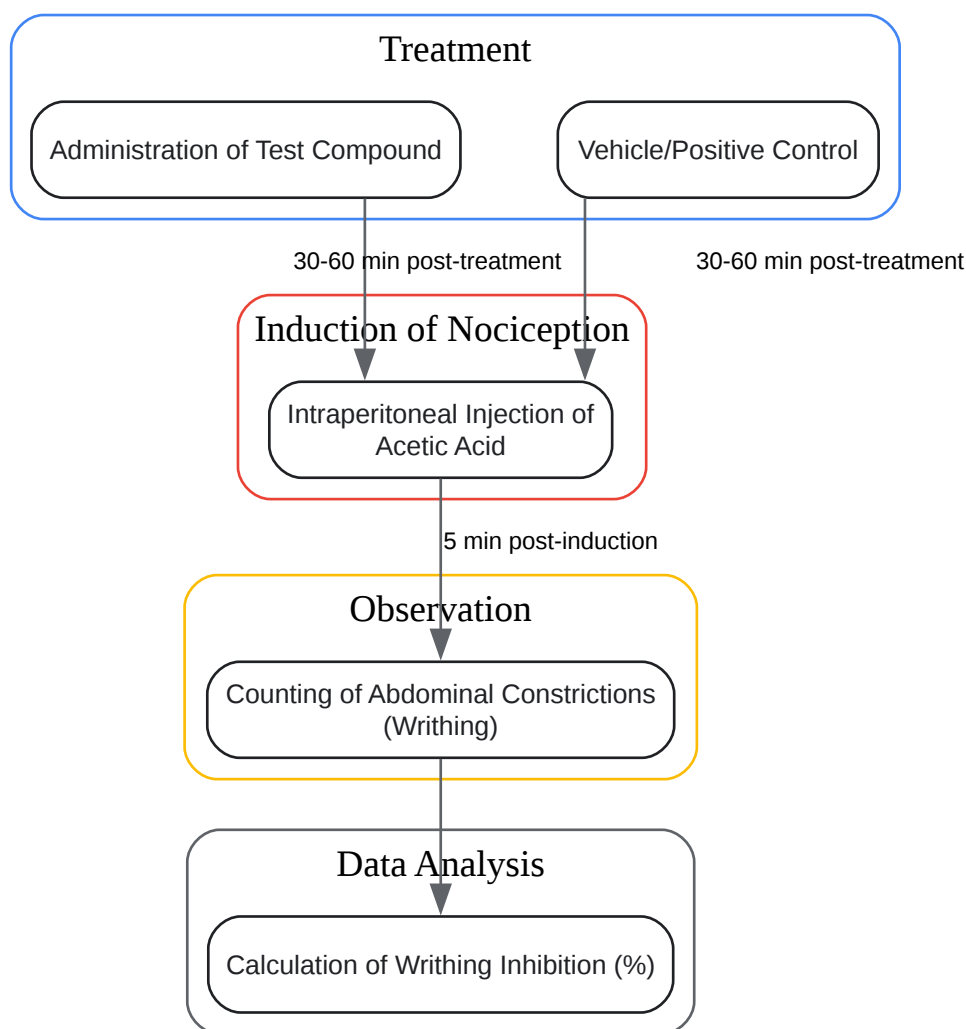 Treatment
Administration of Test Compound
Vehicle/Positive Control
30-60 min post-treatment
30-60 min post-treatment
Induction of Nociception
Intraperitoneal Injection of
Acetic Acid
5 min post-induction
Observation
Counting of Abdominal Constrictions
(Writhing)
Data Analysis
Calculation of Writhing Inhibition (%)